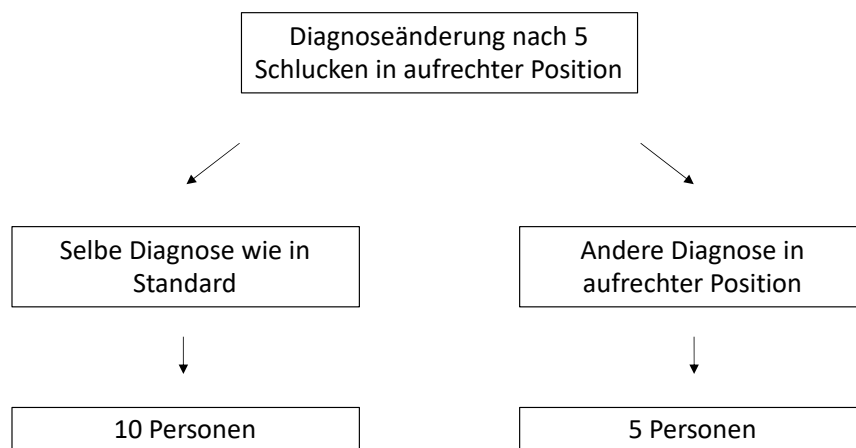 Diagnoseänderung nach 5
Schlucken in aufrechter Position
Selbe Diagnose wie in
Standard
Andere Diagnose in
aufrechter Position
10 Personen
5 Personen